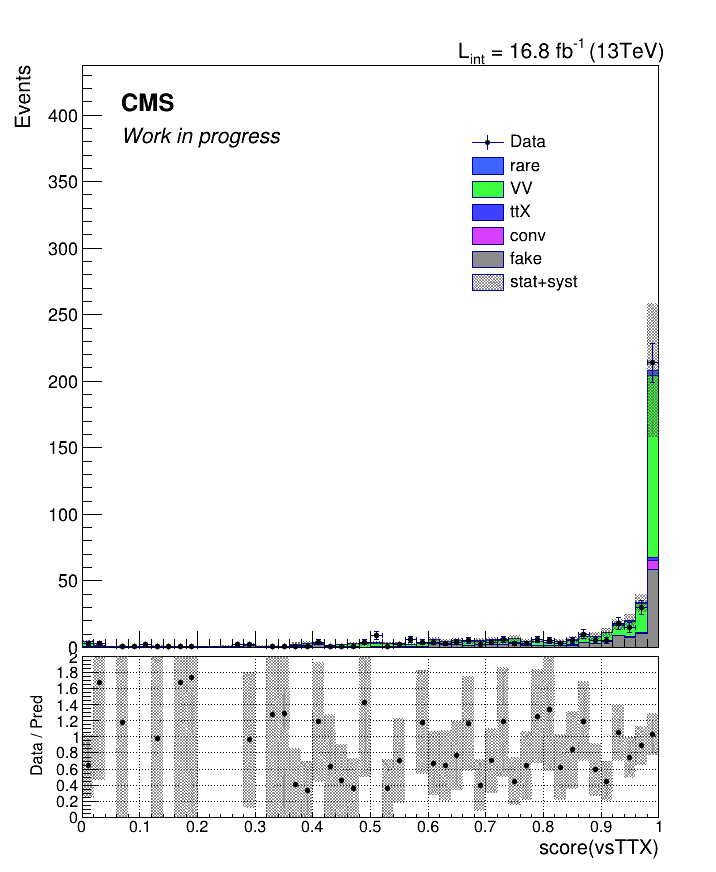 L_int = 16.8 fb^-1 (13TeV)
Events
CMS
Work in progress
Data
rare
VV
ttX
conv
fake
stat+syst
400
350
300
250
200
150
100
50
0
Data / Pred
2
1.8
1.6
1.4
1.2
1
0.8
0.6
0.4
0.2
0
0 0.1 0.2 0.3 0.4 0.5 0.6 0.7 0.8 0.9 1
score(vsTTX)